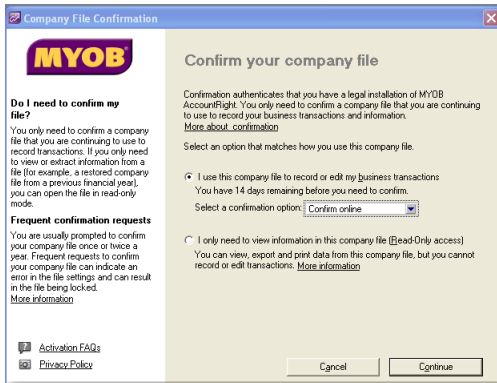 Company File Confirmation
MYOB
Do I need to confirm my
file?
You only need to confirm a company
file that you are continuing to use to
record transactions. If you only need
to view or extract information from a
file (for example, a restored company
file from a previous financial year),
you can open the file in read-only
mode.
Frequent confirmation requests
You are usually prompted to confirm
your company file once or twice a
year. Frequent requests to confirm
your company file can indicate an
error in the file settings and can result
in the file being locked.
More information
Activation FAQs
Privacy Policy
Confirm your company file
Confirmation authenticates that you have a legal installation of MYOB
AccountRight. You only need to confirm a company file that you are continuing
to use to record your business transactions and information.
More about confirmation
Select an option that matches how you use this company file.
I use this company file to record or edit my business transactions
You have 14 days remaining before you need to confirm.
Select a confirmation option: Confirm online
I only need to view information in this company file (Read-Only access)
You can view, export and print data from this company file, but you cannot
record or edit transactions. More information
Cancel
Continue